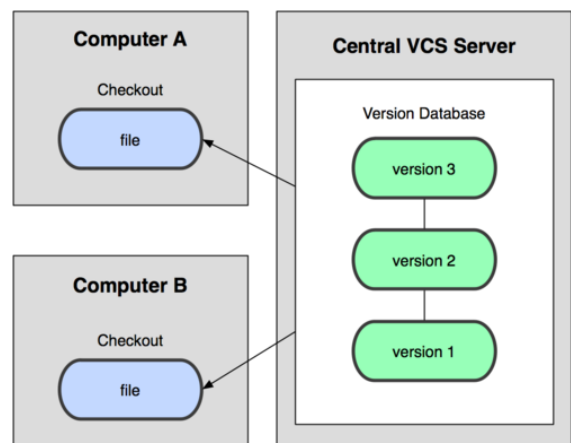 Computer A
Checkout
file
Computer B
Checkout
file
Central VCS Server
Version Database
version 3
version 2
version 1